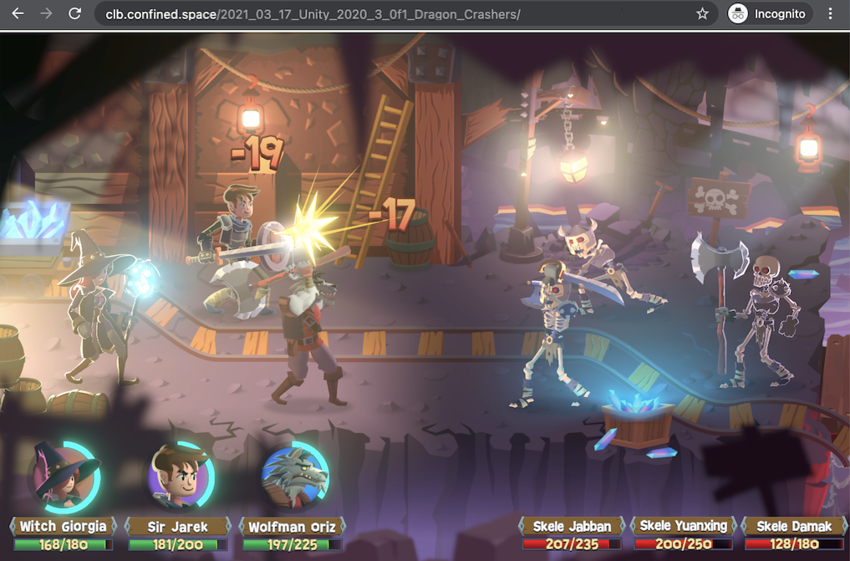 clb.confined.space/2021_03_17_Unity_2020_3_0f1_Dragon_Crashers/
Incognito
-19
-17
Witch Giorgia
Sir Jarek
Wolfman Oriz
Skele Jabban
Skele Yuanxing
Skele Damak
168/180
181/200
197/225
207/235
200/250
128/180